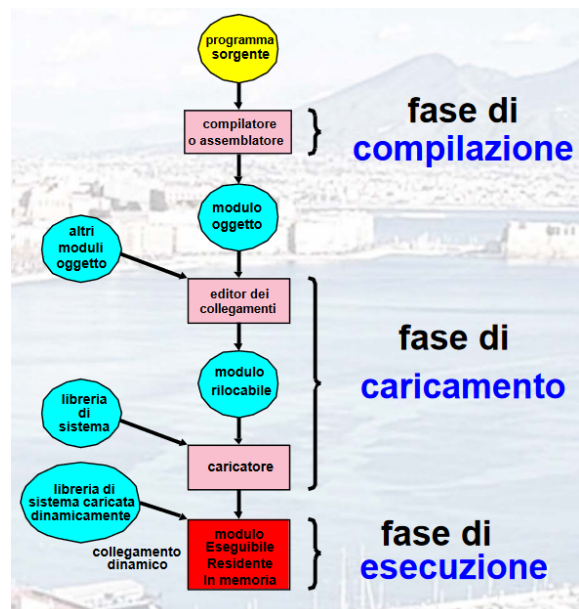 programma
sorgente
compilatore
o assemblatore
fase di
compilazione
modulo
oggetto
altri
moduli
oggetto
editor dei
collegamenti
fase di
caricamento
modulo
rilocabile
libreria
di
sistema
caricatore
libreria di
sistema caricata
dinamicamente
collegamento
dinamico
modulo
Eseguibile
Residente
In memoria
fase di
esecuzione